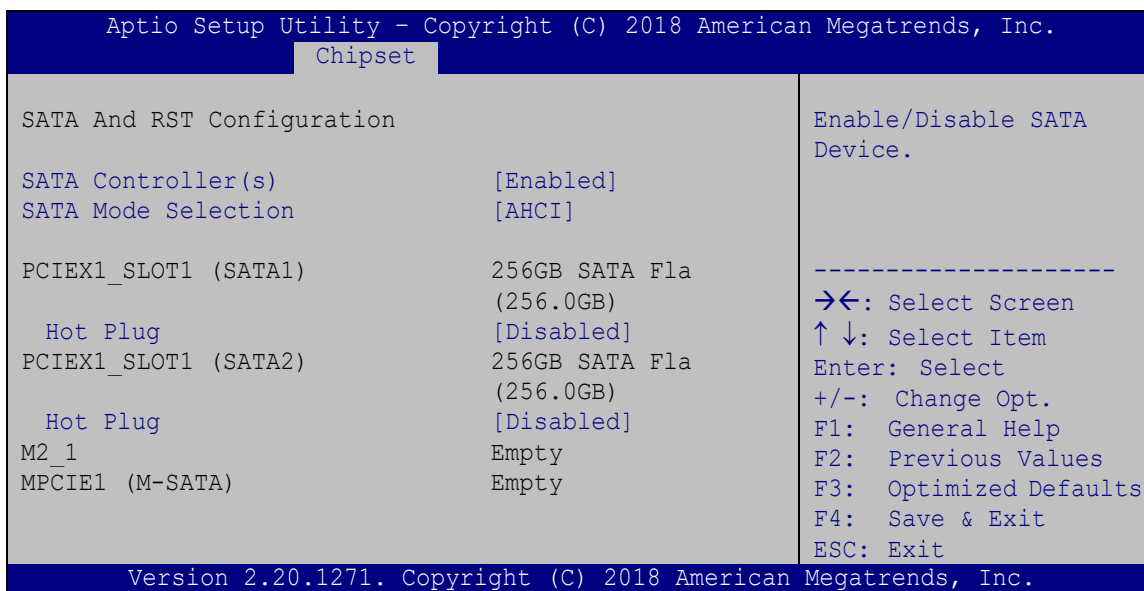 Aptio Setup Utility – Copyright (C) 2018 American Megatrends, Inc.
Chipset
SATA And RST Configuration
SATA Controller(s) [Enabled]
SATA Mode Selection [AHCI]
PCIEX1_SLOT1 (SATA1) 256GB SATA Fla
(256.0GB)
Hot Plug [Disabled]
PCIEX1_SLOT1 (SATA2) 256GB SATA Fla
(256.0GB)
Hot Plug [Disabled]
M2_1 Empty
MPCIE1 (M-SATA) Empty
Enable/Disable SATA
Device.
---------------------
→←: Select Screen
↑ ↓: Select Item
Enter: Select
+/-: Change Opt.
F1: General Help
F2: Previous Values
F3: Optimized Defaults
F4: Save & Exit
ESC: Exit
Version 2.20.1271. Copyright (C) 2018 American Megatrends, Inc.